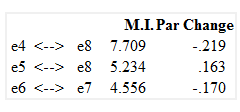 M.I. Par Change
e4 <--> e8 7.709 -.219
e5 <--> e8 5.234 .163
e6 <--> e7 4.556 -.170